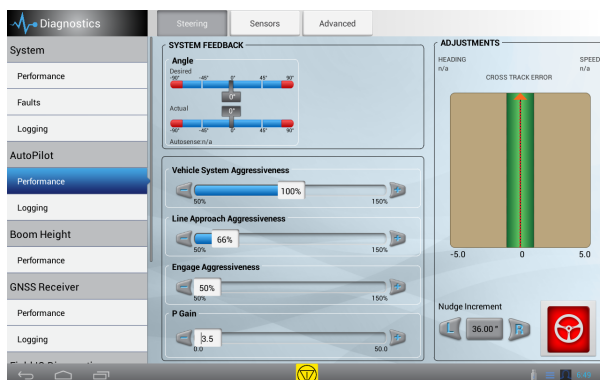 Diagnostics
Steering Sensors Advanced
System
Performance
Faults
Logging
AutoPilot
Performance
Logging
Boom Height
Performance
GNSS Receiver
Performance
Logging
SYSTEM FEEDBACK
Angle
Desired
-90° -45° 0° 45° 90°
0°
Actual
0°
-90° -45° 0° 45° 90°
Autosense:n/a
Vehicle System Aggressiveness
100%
50% 150%
Line Approach Aggressiveness
66%
50% 150%
Engage Aggressiveness
50%
50% 150%
P Gain
3.5
0.0 50.0
ADJUSTMENTS
HEADING SPEED
n/a n/a
CROSS TRACK ERROR
-5.0 0 5.0
Nudge Increment
L 36.00 " R